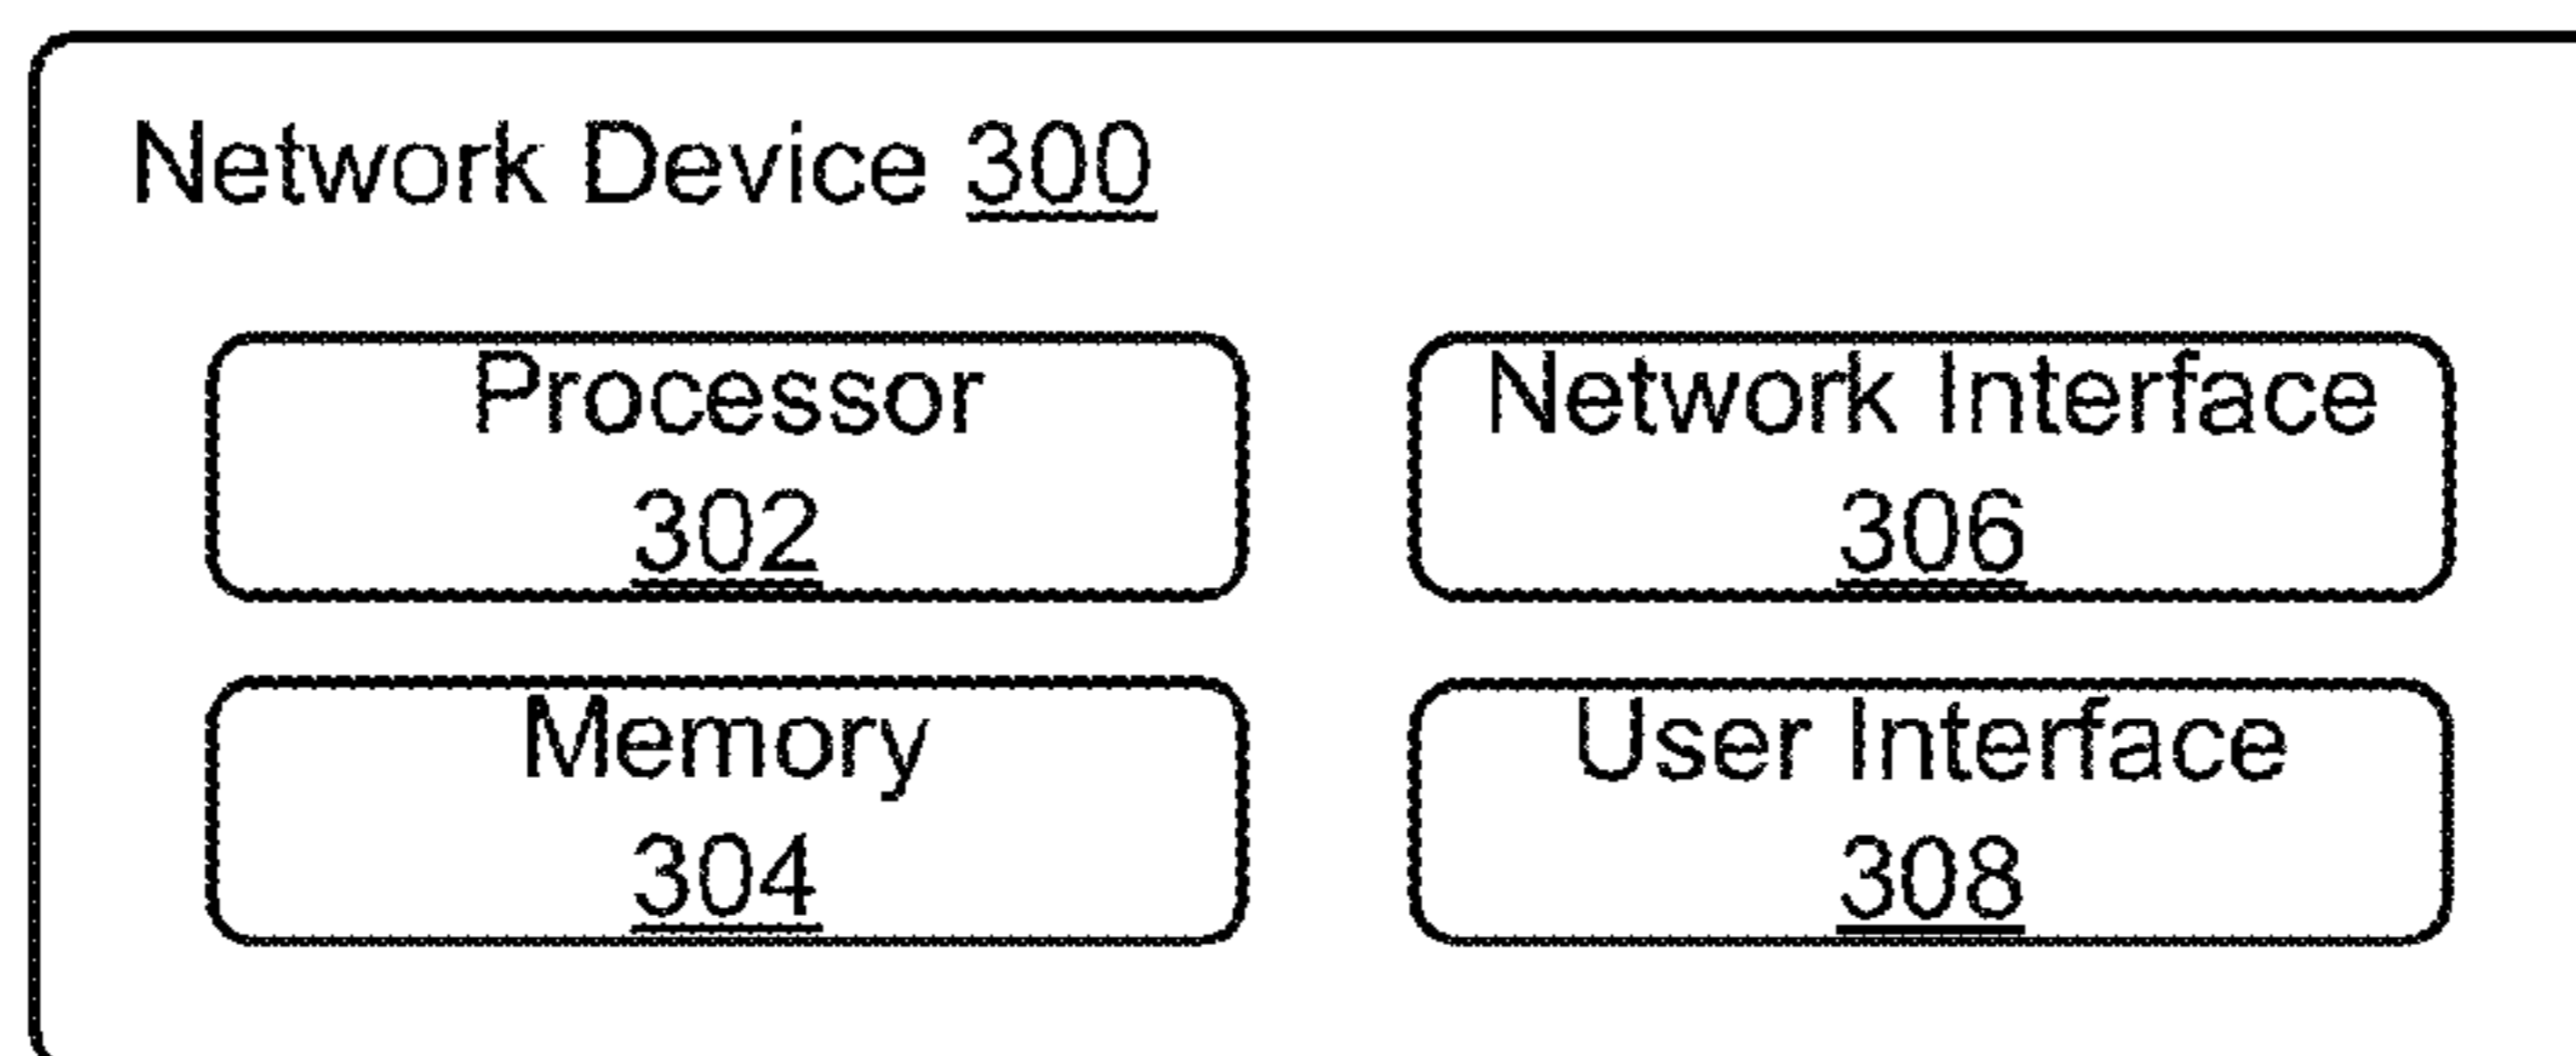 Network Device 300
Processor
302
Network Interface
306
Memory
304
User Interface
308